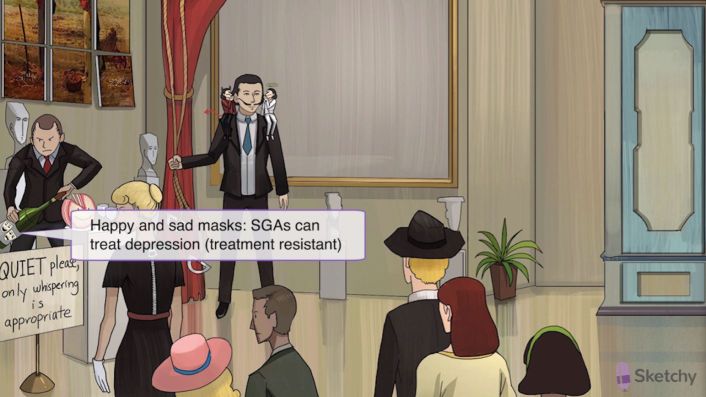 Happy and sad masks: SGAs can
treat depression (treatment resistant)
QUIET please,
only whispering
is
appropriate
Sketchy